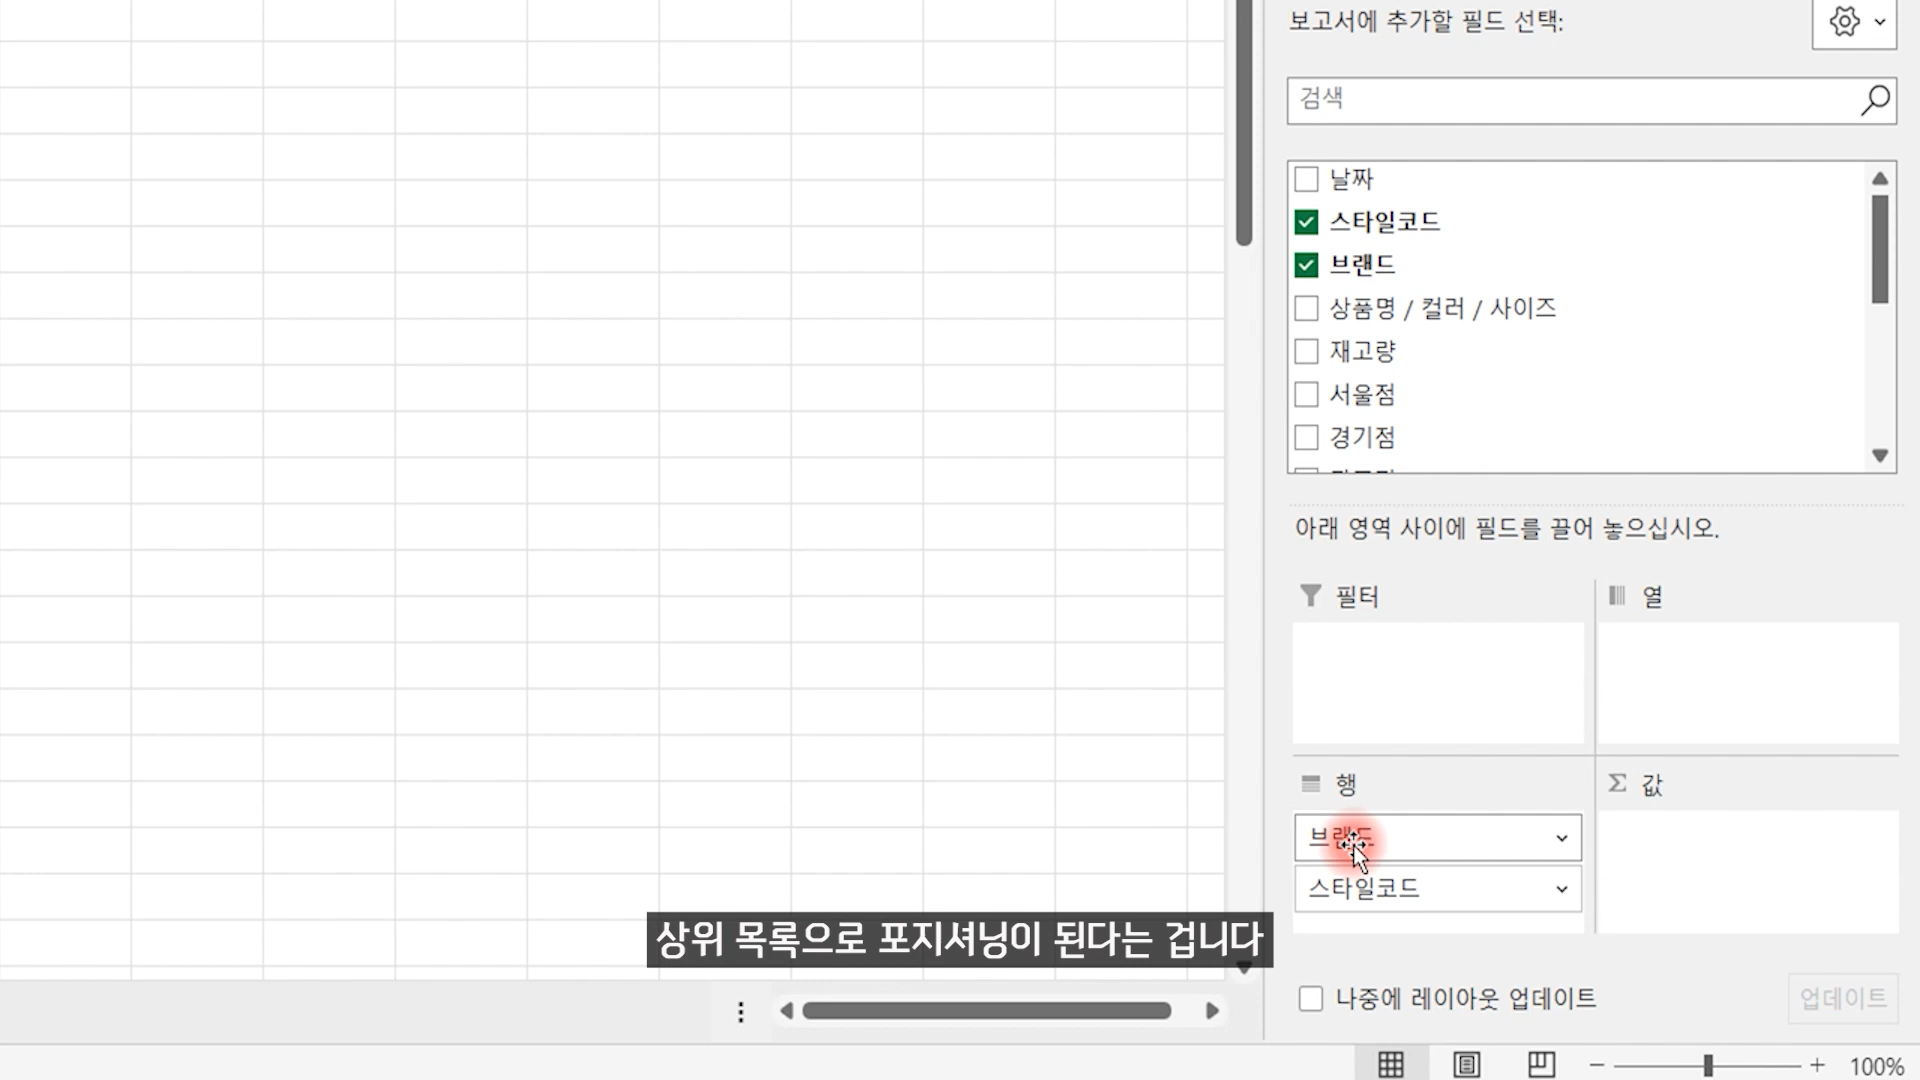 보고서에 추가할 필드 선택:
검색
날짜
스타일코드
브랜드
상품명 / 컬러 / 사이즈
재고량
서울점
경기점
아래 영역 사이에 필드를 끌어 놓으십시오.
필터
열
행
Σ 값
브랜드
스타일코드
상위 목록으로 포지셔닝이 된다는 겁니다
나중에 레이아웃 업데이트
업데이트
100%